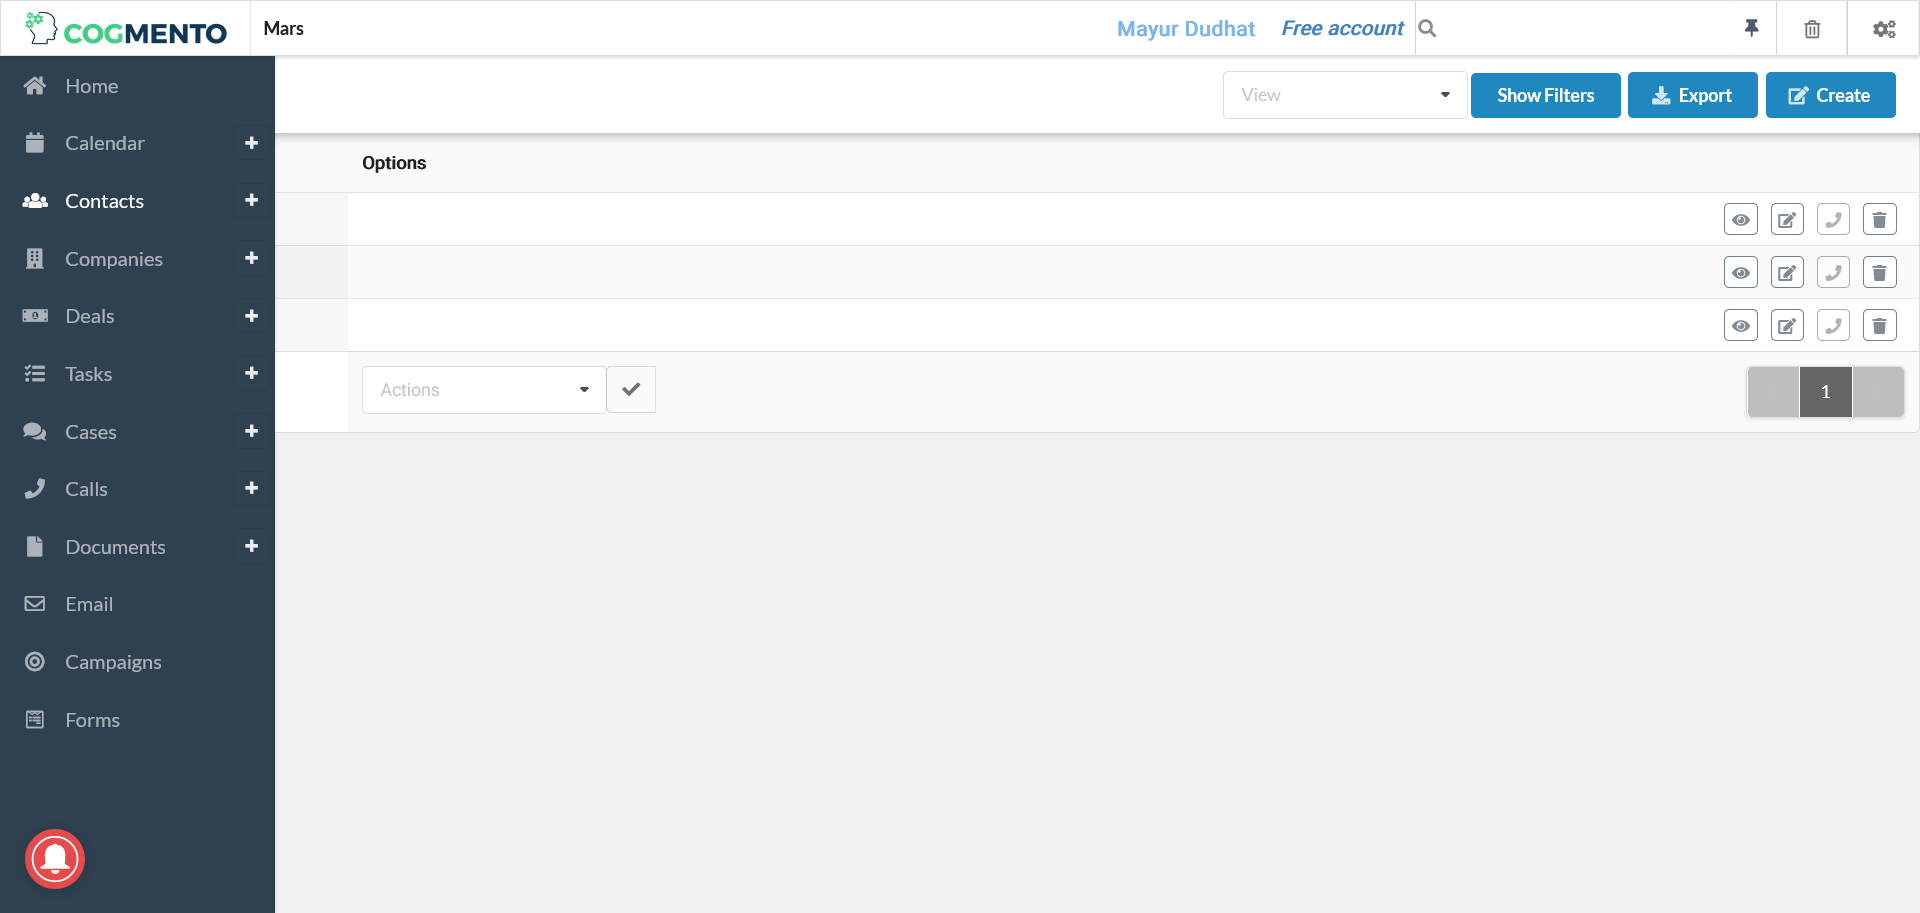 COGMENTO
Mars
Mayur Dudhat
Free account
View
Show Filters
Export
Create
Home
Calendar
Contacts
Companies
Deals
Tasks
Cases
Calls
Documents
Email
Campaigns
Forms
Options
Actions
1